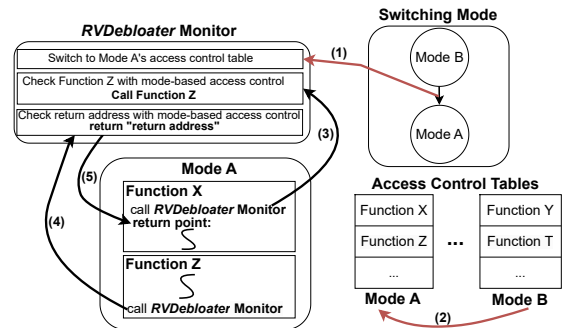 RVDebloater Monitor
Switch to Mode A's access control table
Check Function Z with mode-based access control
Call Function Z
Check return address with mode-based access control
return "return address"
(1)
Switching Mode
Mode B
Mode A
(3)
(5)
(4)
Mode A
Function X
call RVDebloater Monitor
return point:
Function Z
call RVDebloater Monitor
Access Control Tables
Function X
Function Z
...
Mode A
...
Function Y
Function T
...
Mode B
(2)